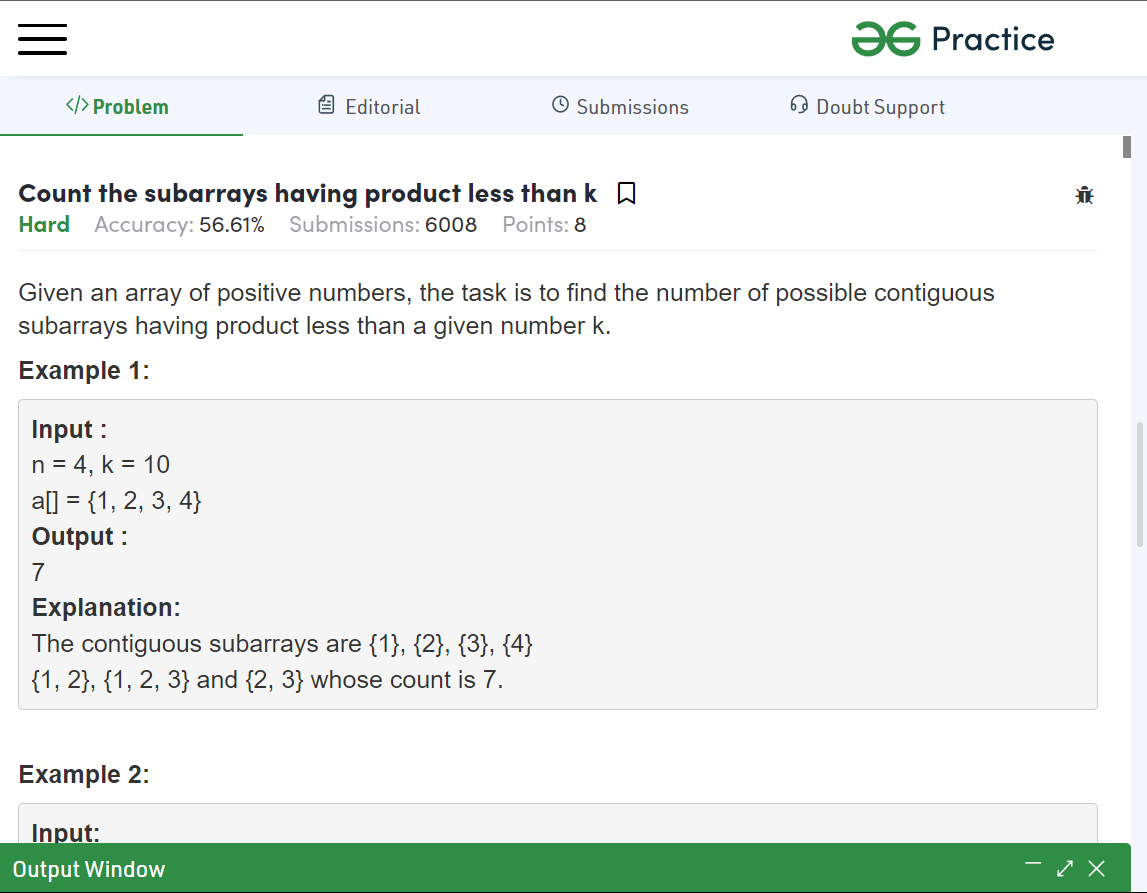 Practice
</> Problem
Editorial
Submissions
Doubt Support
Count the subarrays having product less than k
Hard Accuracy: 56.61% Submissions: 6008 Points: 8
Given an array of positive numbers, the task is to find the number of possible contiguous
subarrays having product less than a given number k.
Example 1:
Input :
n = 4, k = 10
a[] = {1, 2, 3, 4}
Output :
7
Explanation:
The contiguous subarrays are {1}, {2}, {3}, {4}
{1, 2}, {1, 2, 3} and {2, 3} whose count is 7.
Example 2:
Input:
Output Window